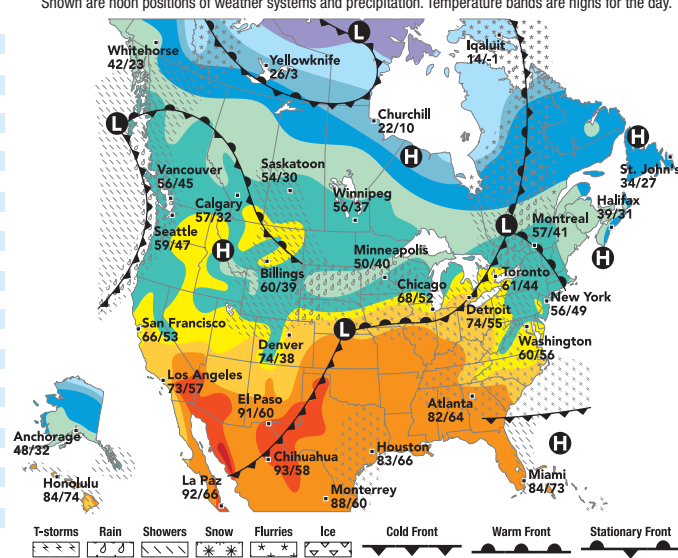 Shown are noon positions of weather systems and precipitation. Temperature bands are highs for the day.
L
Whitehorse
42/23
Yellowknife
26/3
Iqaluit
14/-1
L
Churchill
22/10
H
H
St. John's
34/27
Vancouver
56/45
Saskatoon
54/30
Calgary
57/32
Winnipeg
56/37
Halifax
39/31
Seattle
59/47
L
Montreal
57/41
H
Minneapolis
50/40
H
Billings
60/39
Toronto
61/44
Chicago
68/52
New York
56/49
Detroit
74/55
San Francisco
66/53
L
Denver
74/38
Washington
60/56
Los Angeles
73/57
El Paso
91/60
Atlanta
82/64
Anchorage
48/32
H
Houston
83/66
Chihuahua
93/58
Honolulu
84/74
La Paz
92/66
Monterrey
88/60
Miami
84/73
T-storms Rain Showers Snow Flurries Ice Cold Front Warm Front Stationary Front